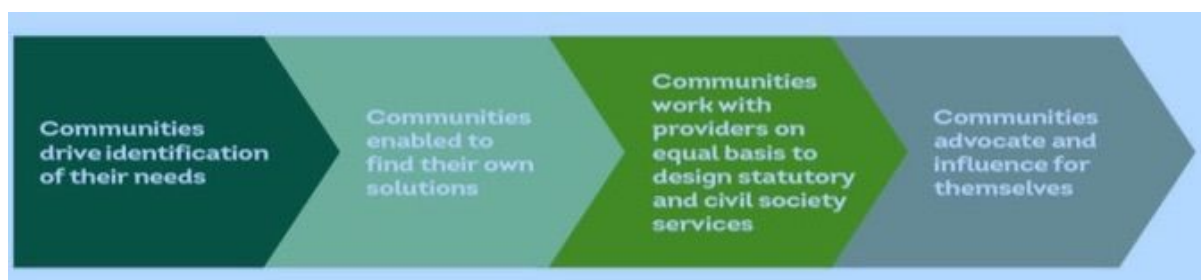 Communities
drive identification
of their needs
Communities
enabled to
find their own
solutions
Communities
work with
providers on
equal basis to
design statutory
and civil society
services
Communities
advocate and
influence for
themselves